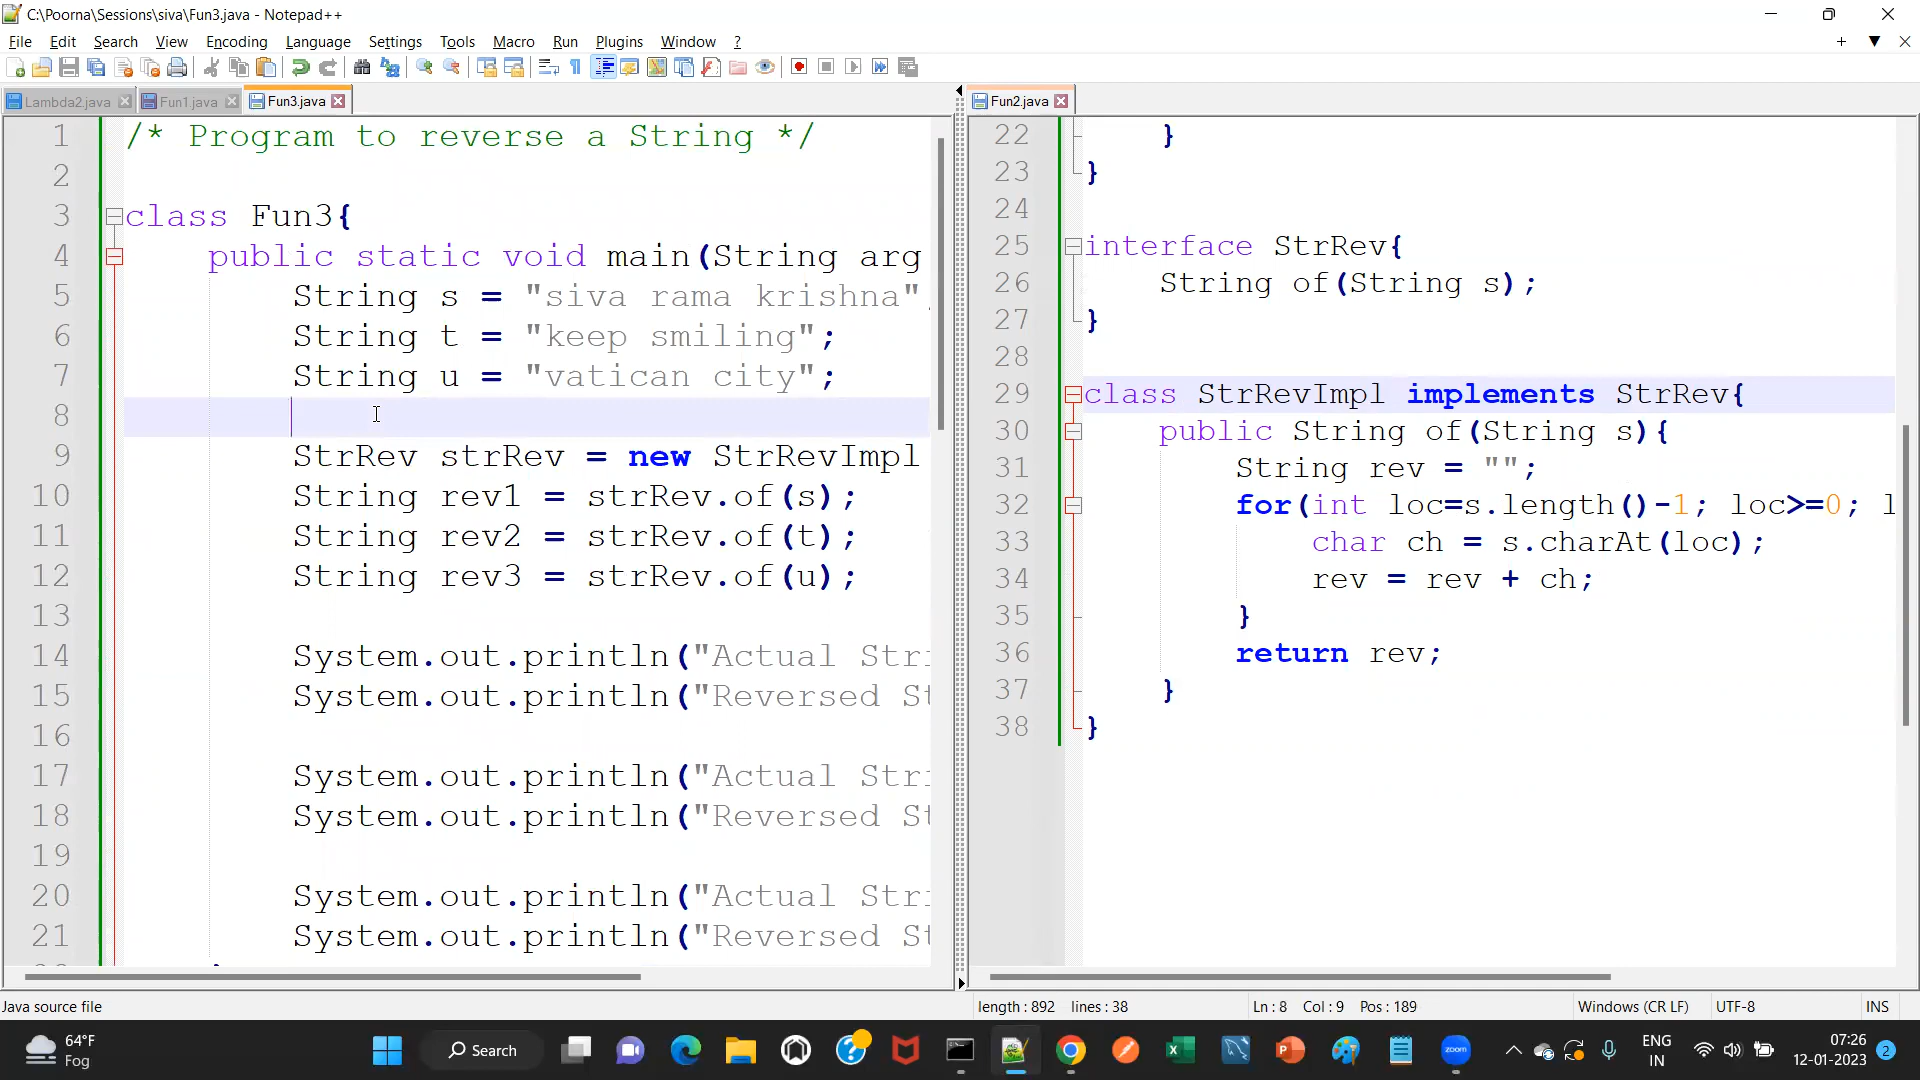 C:\Poorna\Sessions\siva\Fun3.java - Notepad++
File Edit Search View Encoding Language Settings Tools Macro Run Plugins Window ?
Lambda2.java Fun1.java Fun3.java
1 /* Program to reverse a String */
2
3 class Fun3{
4 public static void main(String arg
5 String s = "siva rama krishna"
6 String t = "keep smiling";
7 String u = "vatican city";
8
9 StrRev strRev = new StrRevImpl
10 String rev1 = strRev.of(s);
11 String rev2 = strRev.of(t);
12 String rev3 = strRev.of(u);
13
14 System.out.println("Actual Stri
15 System.out.println("Reversed St
16
17 System.out.println("Actual Stri
18 System.out.println("Reversed St
19
20 System.out.println("Actual Stri
21 System.out.println("Reversed St
Fun2.java
22 }
23 }
24
25 interface StrRev{
26 String of(String s);
27 }
28
29 class StrRevImpl implements StrRev{
30 public String of(String s){
31 String rev = "";
32 for(int loc=s.length()-1; loc>=0; l
33 char ch = s.charAt(loc);
34 rev = rev + ch;
35 }
36 return rev;
37 }
38 }
Java source file length : 892 lines : 38 Ln : 8 Col : 9 Pos : 189 Windows (CR LF) UTF-8 INS
64°F
Fog
Search
zoom
ENG
IN
07:26
12-01-2023
2